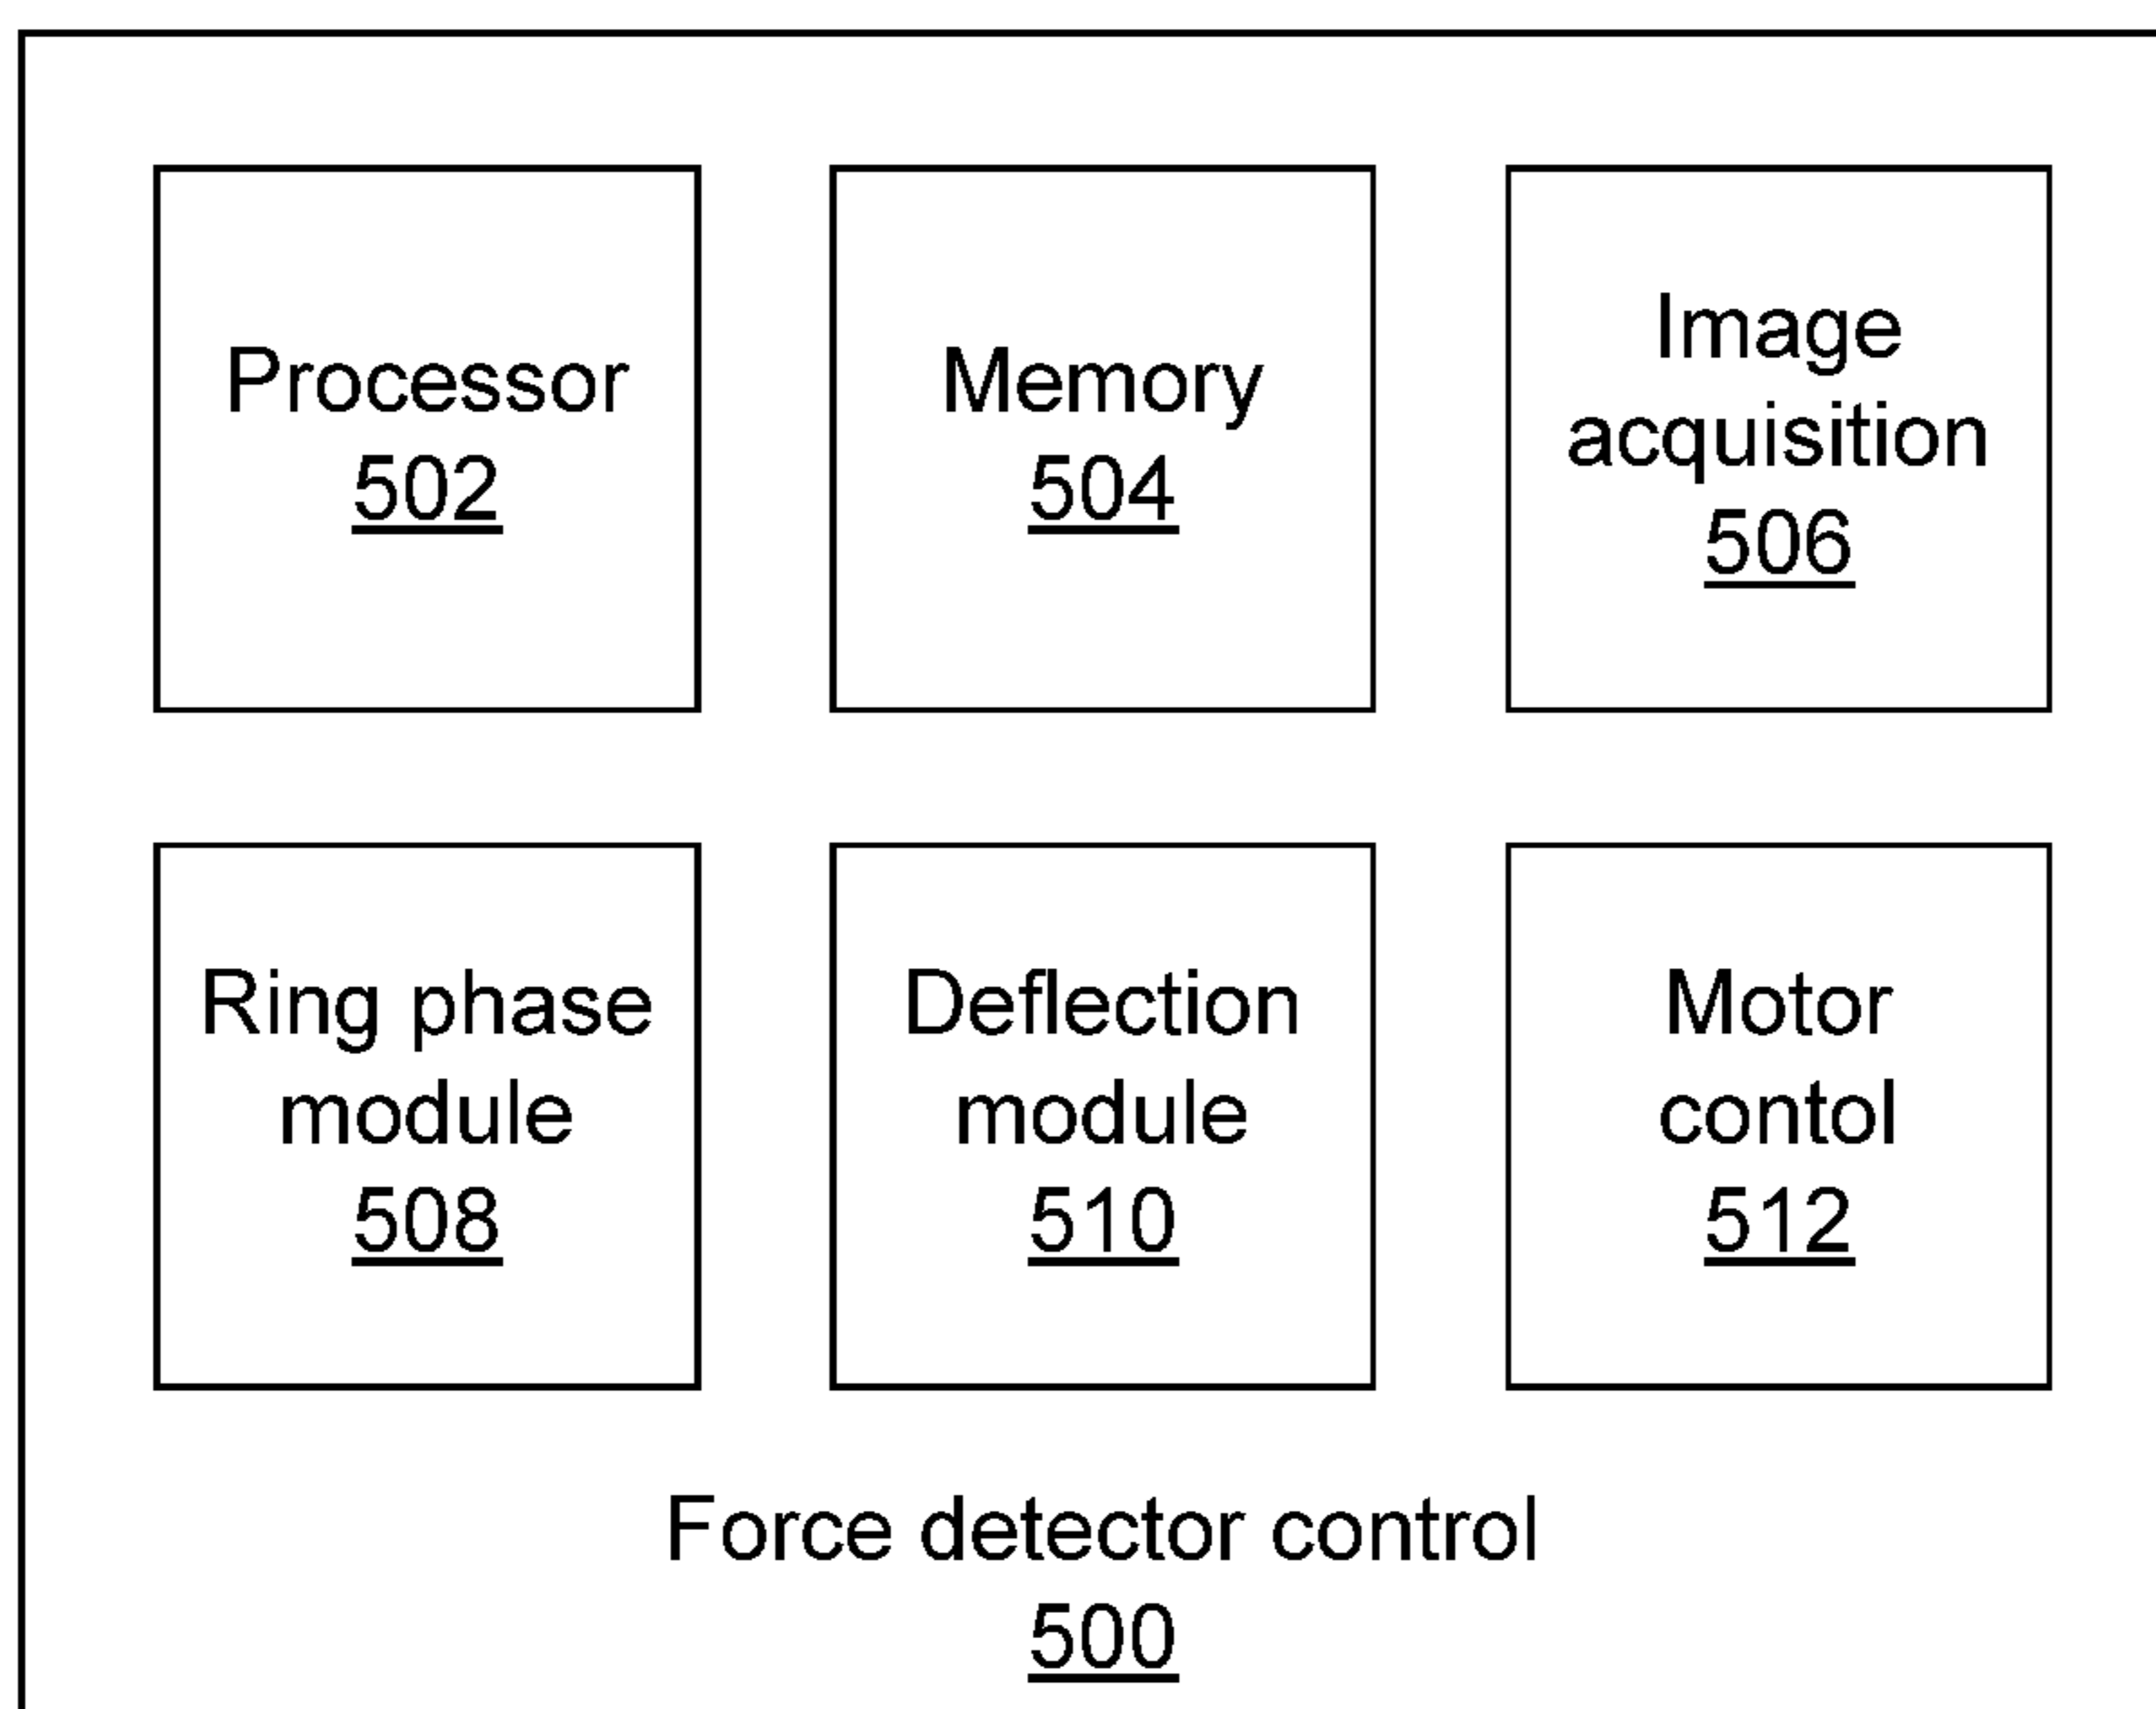 Processor
502
Memory
504
Image
acquisition
506
Ring phase
module
508
Deflection
module
510
Motor
contol
512
Force detector control
500